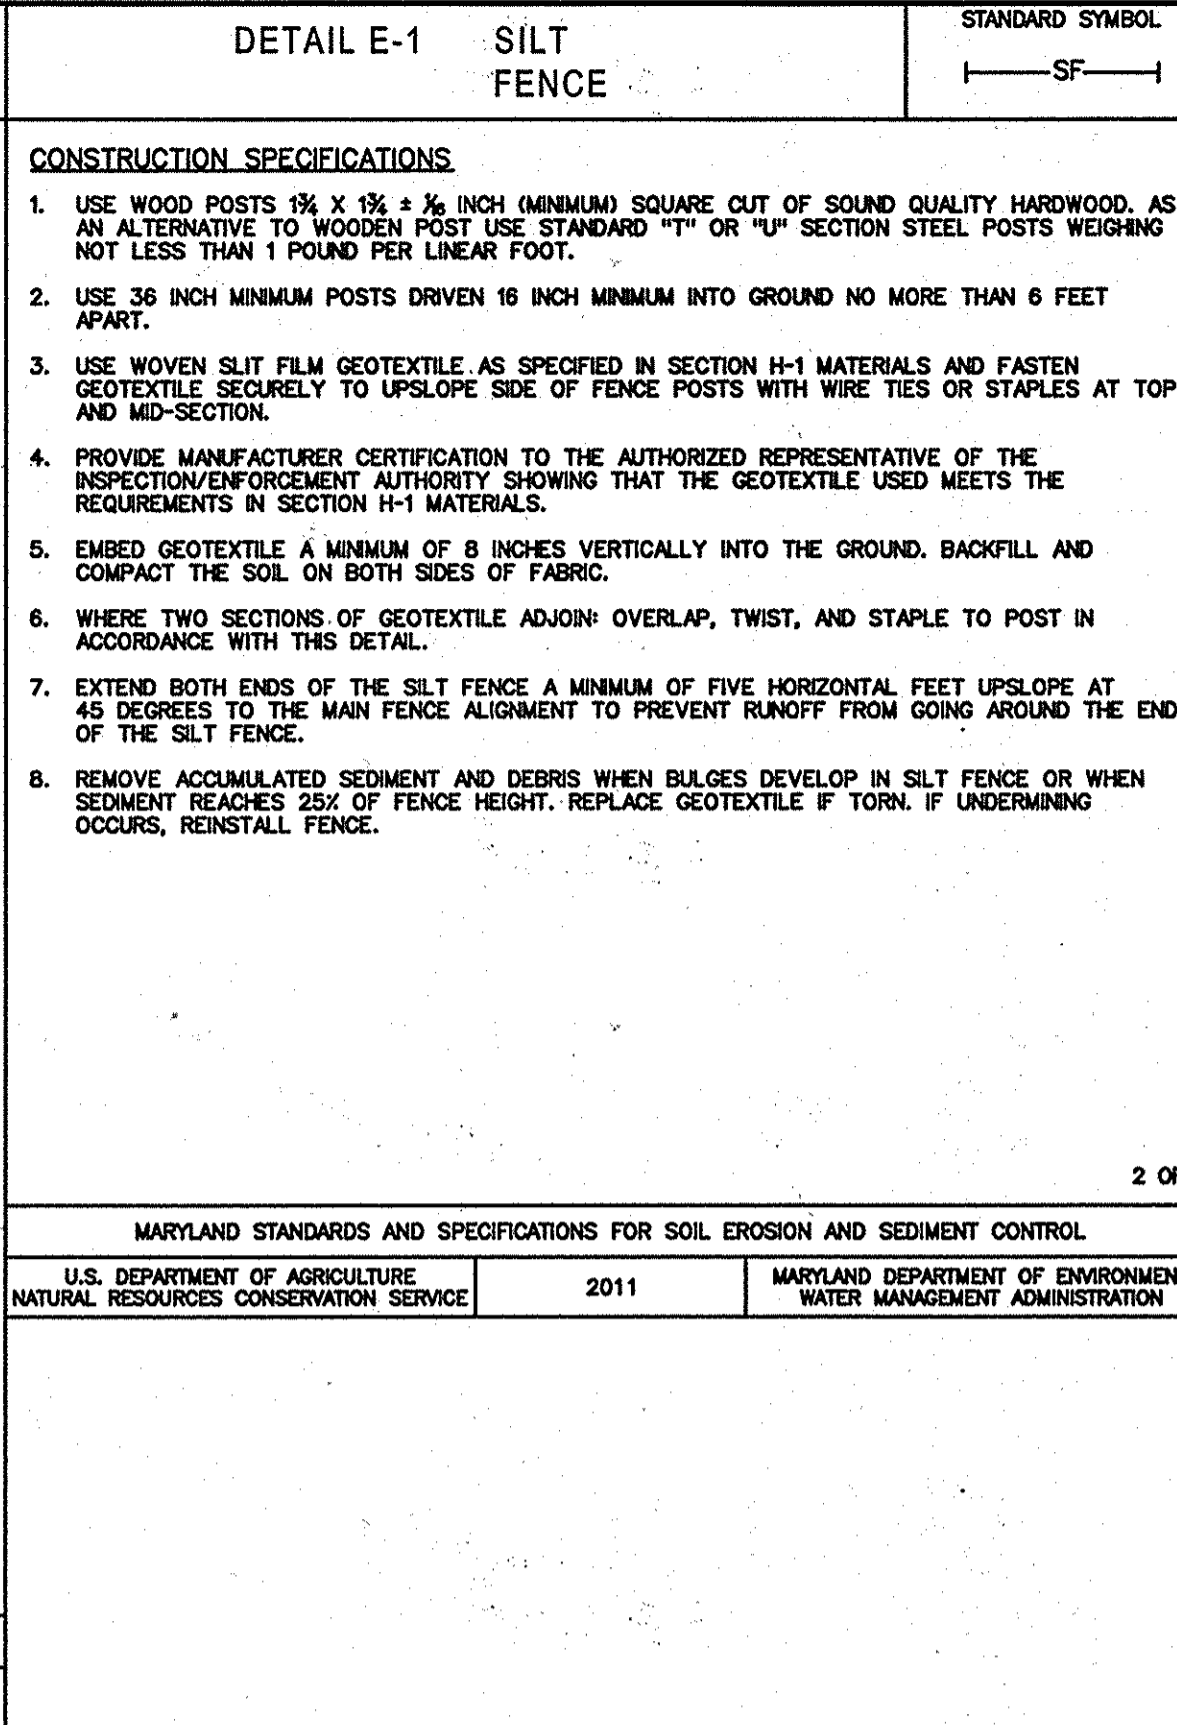 DETAIL E-1 SILT
FENCE
STANDARD SYMBOL
SF
CONSTRUCTION SPECIFICATIONS
1. USE WOOD POSTS 1¾ X 1¾ ± 1/16 INCH (MINIMUM) SQUARE CUT OF SOUND QUALITY HARDWOOD. AS
AN ALTERNATIVE TO WOODEN POST USE STANDARD "T" OR "U" SECTION STEEL POSTS WEIGHING
NOT LESS THAN 1 POUND PER LINEAR FOOT.
2. USE 36 INCH MINIMUM POSTS DRIVEN 16 INCH MINIMUM INTO GROUND NO MORE THAN 6 FEET
APART.
3. USE WOVEN SLIT FILM GEOTEXTILE AS SPECIFIED IN SECTION H-1 MATERIALS AND FASTEN
GEOTEXTILE SECURELY TO UPSLOPE SIDE OF FENCE POSTS WITH WIRE TIES OR STAPLES AT TOP
AND MID-SECTION.
4. PROVIDE MANUFACTURER CERTIFICATION TO THE AUTHORIZED REPRESENTATIVE OF THE
INSPECTION/ENFORCEMENT AUTHORITY SHOWING THAT THE GEOTEXTILE USED MEETS THE
REQUIREMENTS IN SECTION H-1 MATERIALS.
5. EMBED GEOTEXTILE A MINIMUM OF 8 INCHES VERTICALLY INTO THE GROUND. BACKFILL AND
COMPACT THE SOIL ON BOTH SIDES OF FABRIC.
6. WHERE TWO SECTIONS OF GEOTEXTILE ADJOIN: OVERLAP, TWIST, AND STAPLE TO POST IN
ACCORDANCE WITH THIS DETAIL.
7. EXTEND BOTH ENDS OF THE SILT FENCE A MINIMUM OF FIVE HORIZONTAL FEET UPSLOPE AT
45 DEGREES TO THE MAIN FENCE ALIGNMENT TO PREVENT RUNOFF FROM GOING AROUND THE END
OF THE SILT FENCE.
8. REMOVE ACCUMULATED SEDIMENT AND DEBRIS WHEN BULGES DEVELOP IN SILT FENCE OR WHEN
SEDIMENT REACHES 25% OF FENCE HEIGHT. REPLACE GEOTEXTILE IF TORN. IF UNDERMINING
OCCURS, REINSTALL FENCE.
2
MARYLAND STANDARDS AND SPECIFICATIONS FOR SOIL EROSION AND SEDIMENT CONTROL
U.S. DEPARTMENT OF AGRICULTURE
NATURAL RESOURCES CONSERVATION SERVICE
2011
MARYLAND DEPARTMENT OF ENVIRONMEN
WATER MANAGEMENT ADMINISTRATION